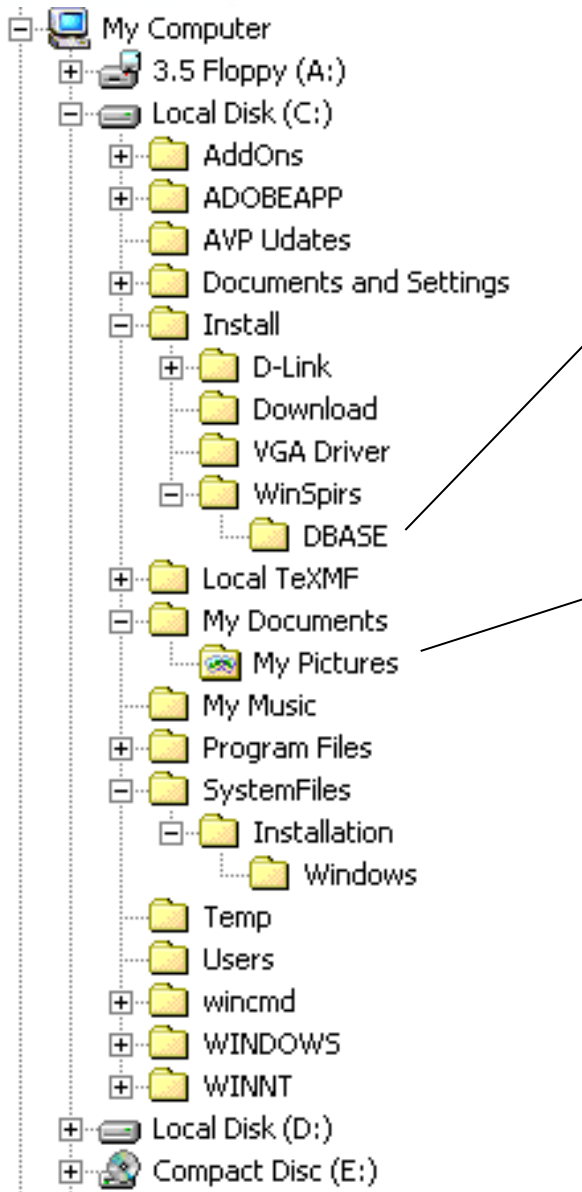 My Computer
3.5 Floppy (A:)
Local Disk (C:)
AddOns
ADOBEAPP
AVP Udates
Documents and Settings
Install
D-Link
Download
VGA Driver
WinSpirs
DBASE
Local TeXMF
My Documents
My Pictures
My Music
Program Files
SystemFiles
Installation
Windows
Temp
Users
wincmd
WINDOWS
WINNT
Local Disk (D:)
Compact Disc (E:)